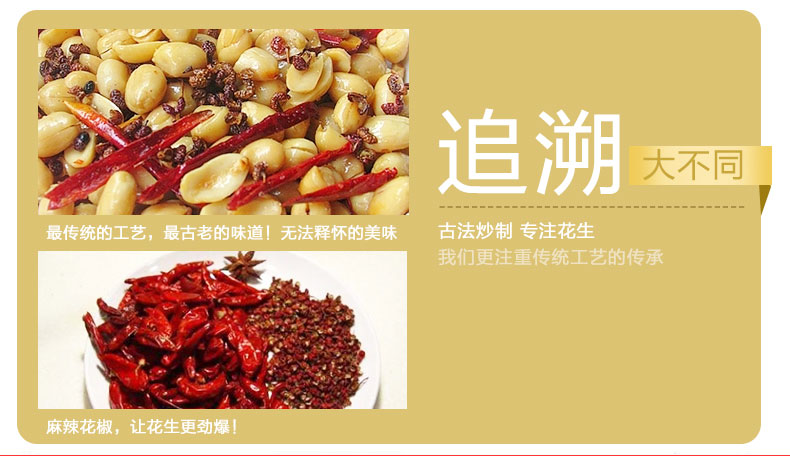 最传统的工艺，最古老的味道！无法释怀的美味
麻辣花椒，让花生更劲爆！
追溯
大不同
古法炒制 专注花生
我们更注重传统工艺的传承